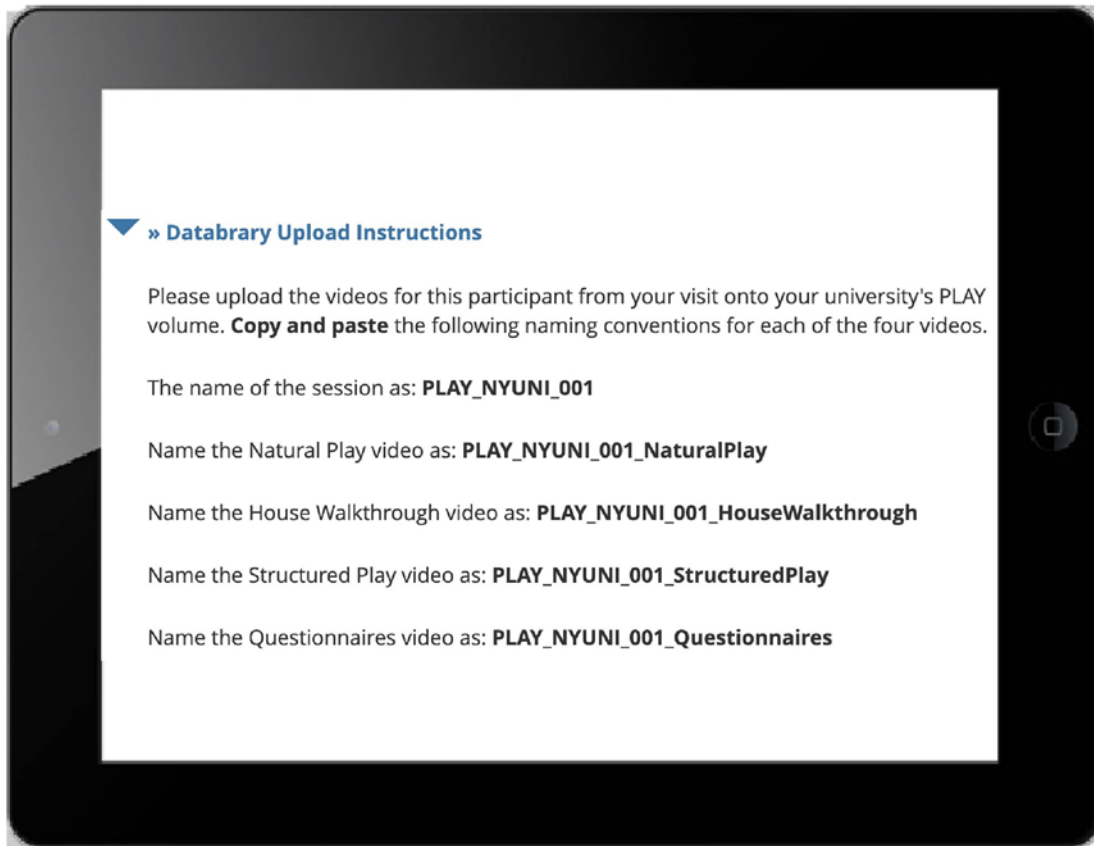 » Databrary Upload Instructions
Please upload the videos for this participant from your visit onto your university's PLAY
volume. Copy and paste the following naming conventions for each of the four videos.
The name of the session as: PLAY_NYUNI_001
Name the Natural Play video as: PLAY_NYUNI_001_NaturalPlay
Name the House Walkthrough video as: PLAY_NYUNI_001_HouseWalkthrough
Name the Structured Play video as: PLAY_NYUNI_001_StructuredPlay
Name the Questionnaires video as: PLAY_NYUNI_001_Questionnaires